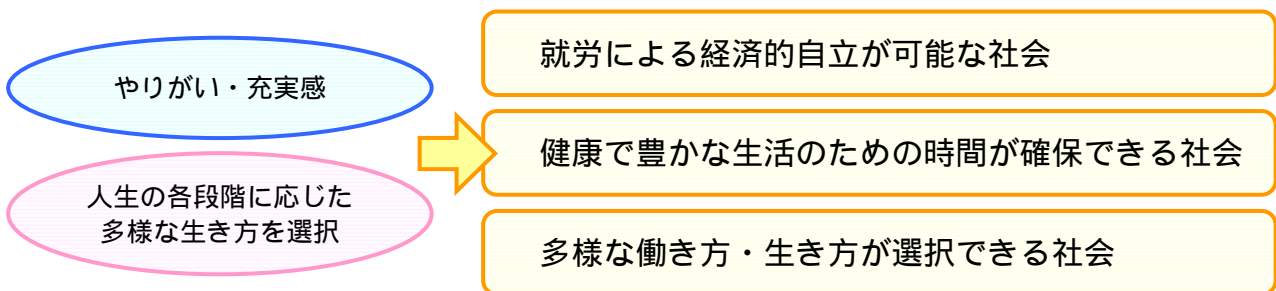 やりがい・充実感
人生の各段階に応じた
多様な生き方を選択
就労による経済的自立が可能な社会
健康で豊かな生活のための時間が確保できる社会
多様な働き方・生き方が選択できる社会